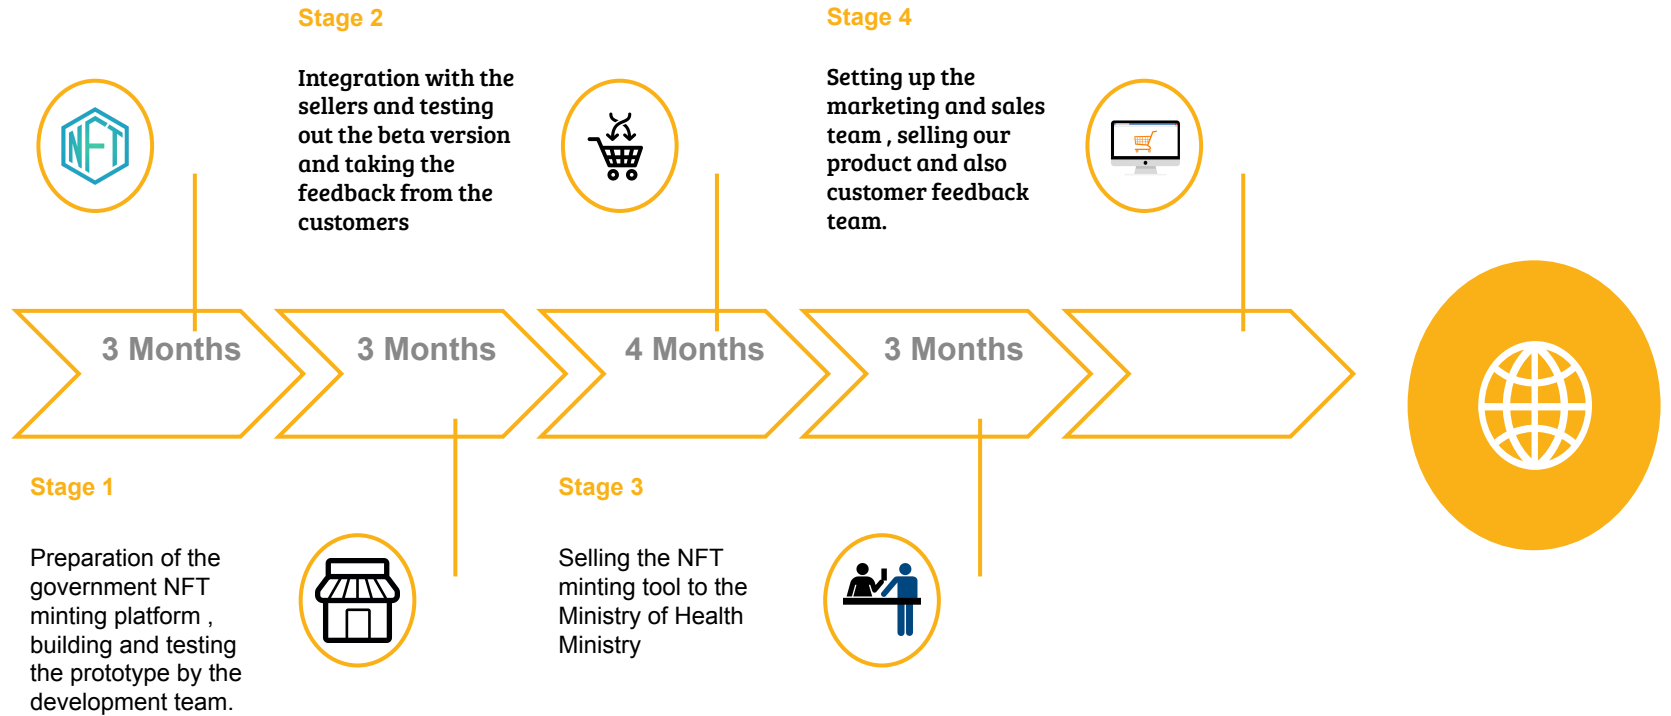 Stage 2
Integration with the
sellers and testing
out the beta version
and taking the
feedback from the
customers
Stage 4
Setting up the
marketing and sales
team , selling our
product and also
customer feedback
team.
NFT
3 Months
3 Months
4 Months
3 Months
Stage 1
Preparation of the
government NFT
minting platform ,
building and testing
the prototype by the
development team.
Stage 3
Selling the NFT
minting tool to the
Ministry of Health
Ministry